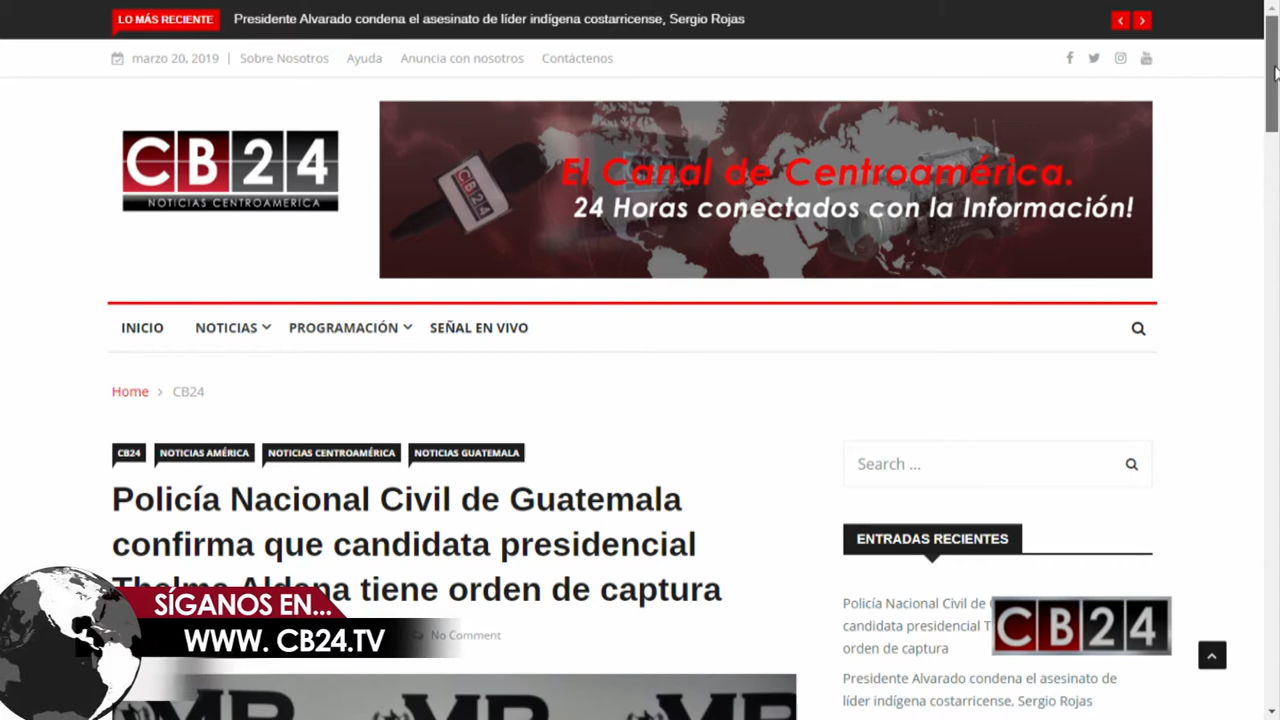 LO MÁS RECIENTE Presidente Alvarado condena el asesinato de líder indígena costarricense, Sergio Rojas
marzo 20, 2019 | Sobre Nosotros Ayuda Anuncia con nosotros Contáctenos
CB24
NOTICIAS CENTROAMERICA
CB24
El Canal de Centroamérica.
24 Horas conectados con la Información!
INICIO NOTICIAS PROGRAMACIÓN SEÑAL EN VIVO
Home > CB24
CB24 NOTICIAS AMÉRICA NOTICIAS CENTROAMÉRICA NOTICIAS GUATEMALA
Policía Nacional Civil de Guatemala
confirma que candidata presidencial
Thelma Aldana tiene orden de captura
No Comment
SÍGANOS EN...
WWW. CB24.TV
Search ...
ENTRADAS RECIENTES
Policía Nacional Civil de
candidata presidencial T
orden de captura
Presidente Alvarado condena el asesinato de
líder indígena costarricense, Sergio Rojas
CB24